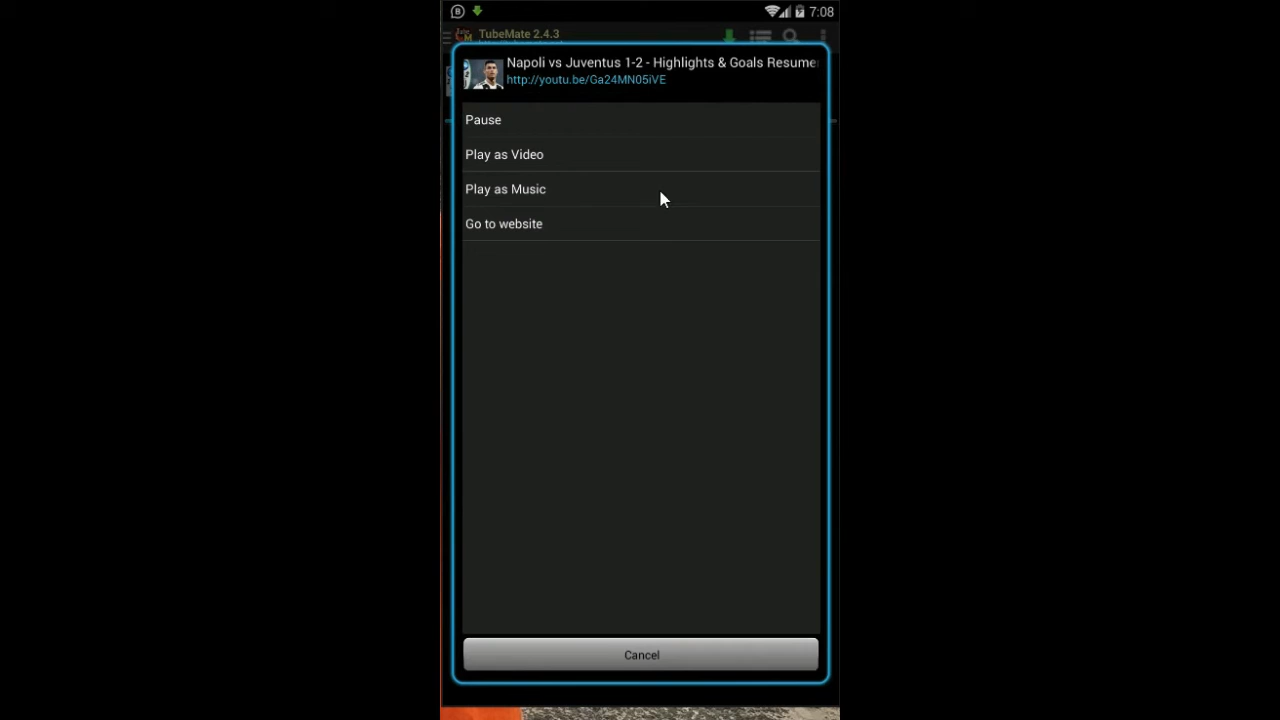 7:08
TubeMate 2.4.3
Napoli vs Juventus 1-2 - Highlights & Goals Resumer
http://youtu.be/Ga24MN05iVE
Pause
Play as Video
Play as Music
Go to website
Cancel